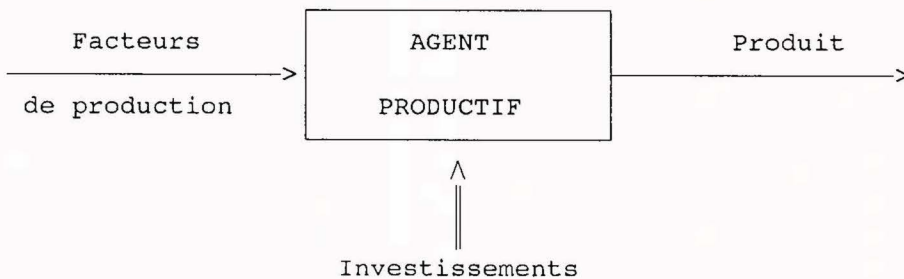 Facteurs
AGENT
Produit
de production
PRODUCTIF
Investissements